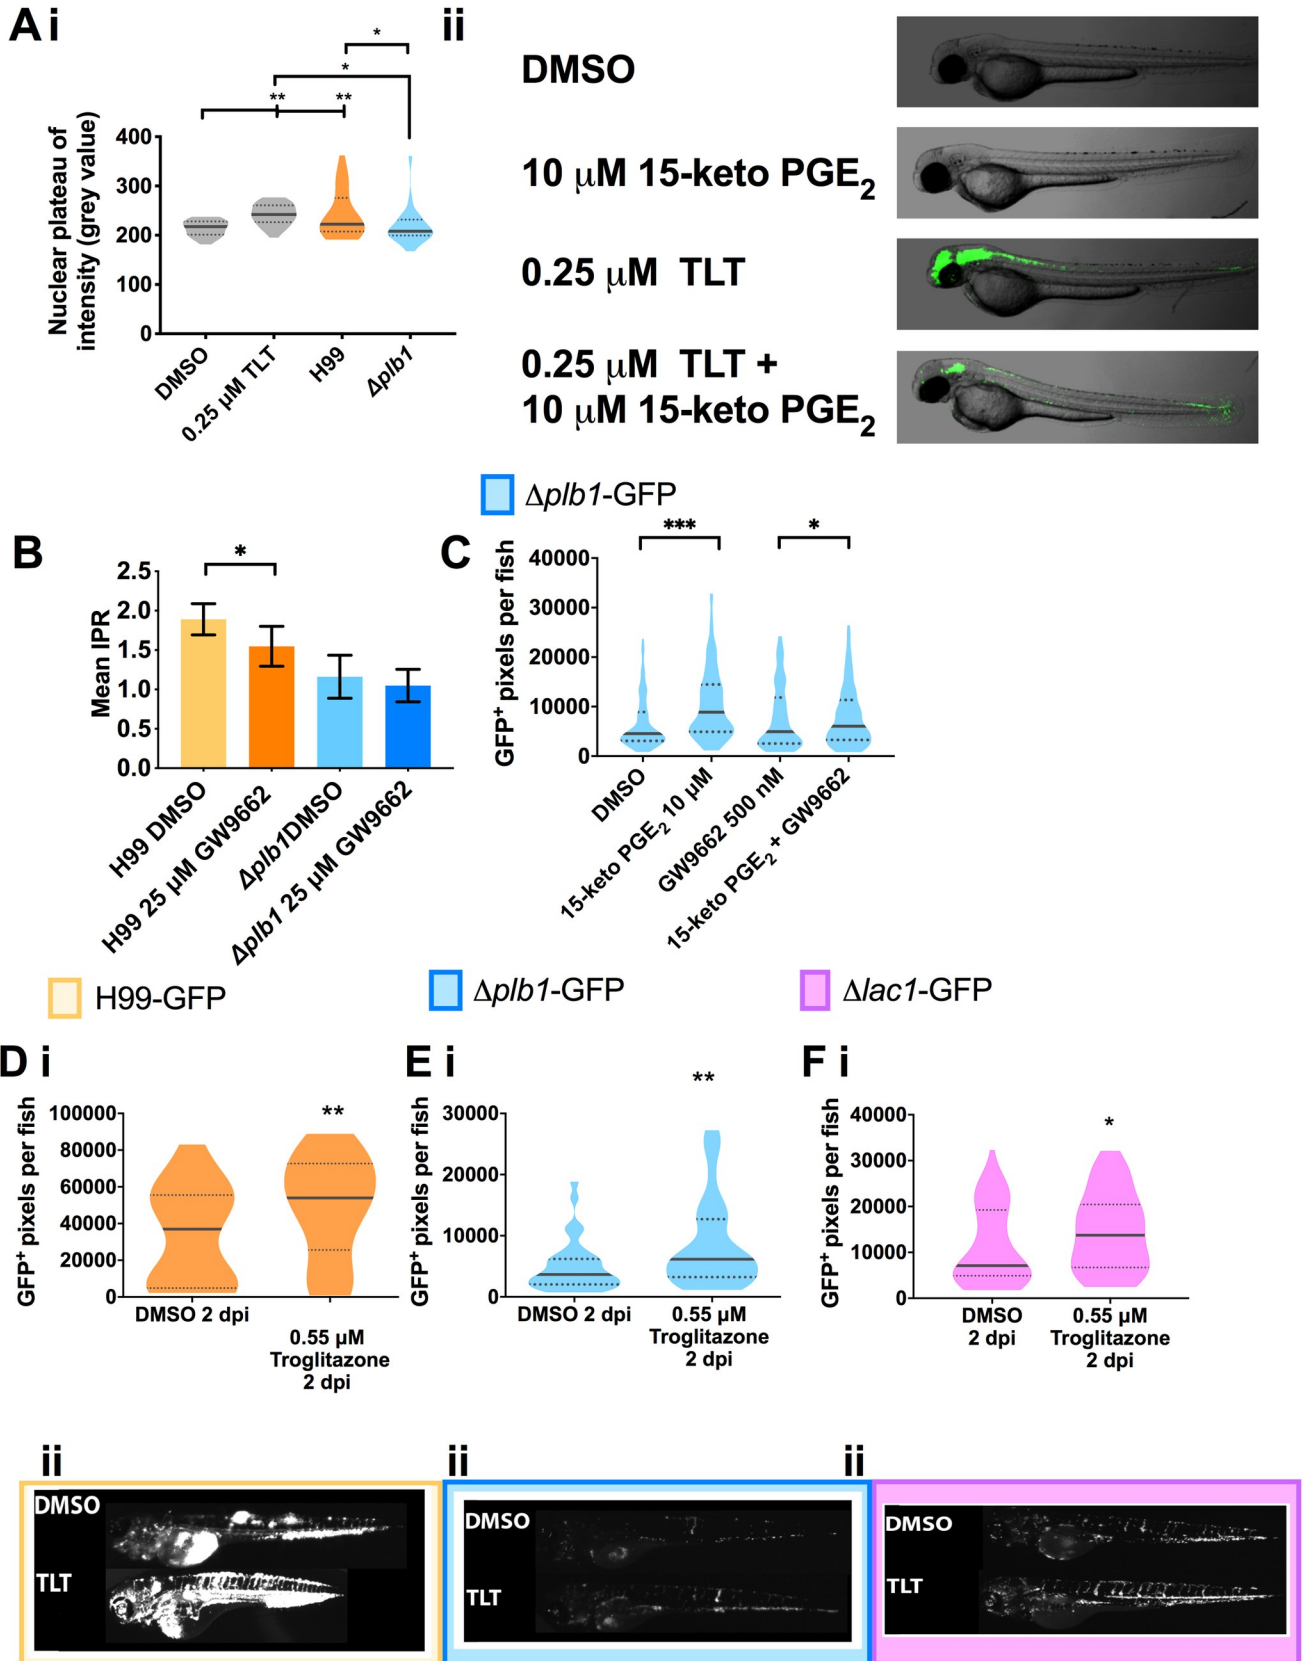 A i
*
*
** **
Nuclear plateau of
intensity (grey value)
400
300
200
100
0
DMSO
0.25 µM TLT
H99
Δplb1
ii
DMSO
10 µM 15-keto PGE2
0.25 µM TLT
0.25 µM TLT +
10 µM 15-keto PGE2
Δplb1-GFP
B
*
Mean IPR
2.5
2.0
1.5
1.0
0.5
0.0
H99 DMSO
H99 25 µM GW9662
Δplb1DMSO
Δplb1 25 µM GW9662
C
*** *
GFP+ pixels per fish
40000
30000
20000
10000
0
DMSO
15-keto PGE2 10 µM
GW9662 500 nM
15-keto PGE2 + GW9662
H99-GFP
Δplb1-GFP
Δlac1-GFP
D i
**
GFP+ pixels per fish
100000
80000
60000
40000
20000
0
DMSO 2 dpi
0.55 µM
Troglitazone
2 dpi
E i
**
GFP+ pixels per fish
30000
20000
10000
0
DMSO 2 dpi
0.55 µM
Troglitazone
2 dpi
F i
*
GFP+ pixels per fish
40000
30000
20000
10000
0
DMSO
2 dpi
0.55 µM
Troglitazone
2 dpi
ii
DMSO
TLT
ii
DMSO
TLT
ii
DMSO
TLT